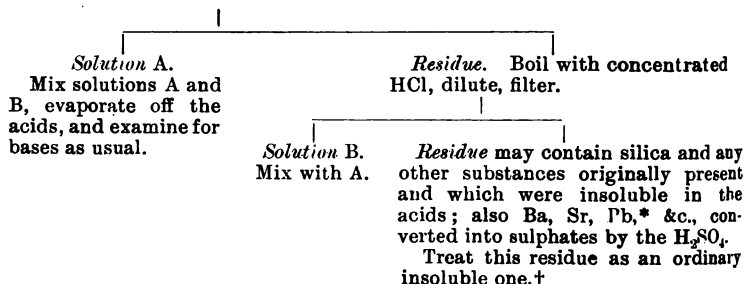 Solution A.
Mix solutions A and
B, evaporate off the
acids, and examine for
bases as usual.
Residue. Boil with concentrated
HCl, dilute, filter.
Solution B.
Mix with A.
Residue may contain silica and any
other substances originally present
and which were insoluble in the
acids; also Ba, Sr, Pb,* &c., con-
verted into sulphates by the H₂SO₄.
Treat this residue as an ordinary
insoluble one.†